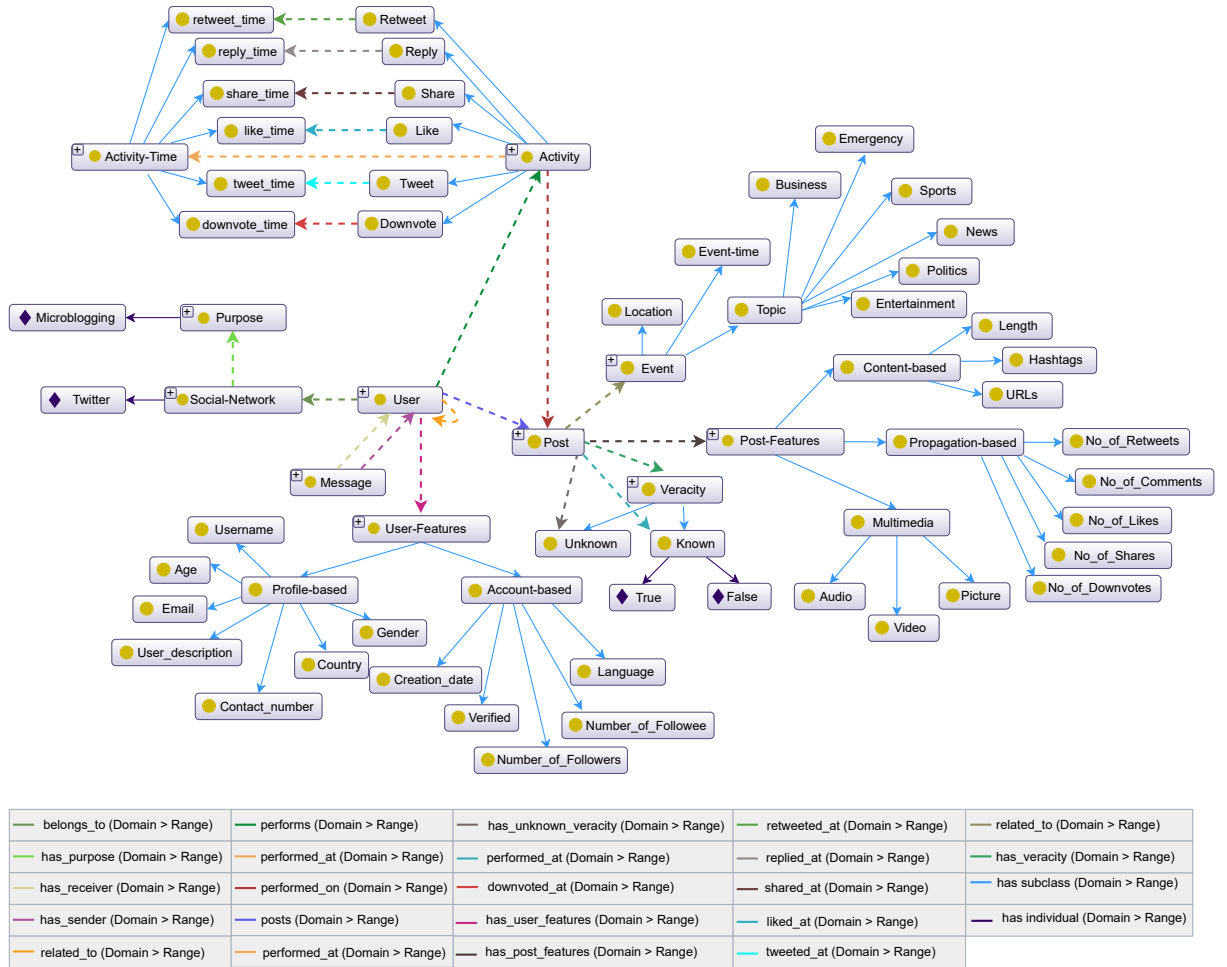 retweet_time
Retweet
reply_time
Reply
share_time
Share
like_time
Like
Activity-Time
Activity
tweet_time
Tweet
downvote_time
Downvote
Emergency
Business
Sports
News
Event-time
Politics
Location
Topic
Entertainment
Microblogging
Purpose
Length
Event
Content-based
Hashtags
Twitter
Social-Network
User
URLs
Post
Post-Features
Propagation-based
No_of_Retweets
Message
Veracity
No_of_Comments
Username
User-Features
Multimedia
No_of_Likes
Unknown
Known
No_of_Shares
Age
Profile-based
Account-based
True
False
Audio
Picture
No_of_Downvotes
Email
Video
Gender
User_description
Country
Language
Creation_date
Contact_number
Verified
Number_of_Followee
Number_of_Followers
belongs_to (Domain > Range)
performs (Domain > Range)
has_unknown_veracity (Domain > Range)
retweeted_at (Domain > Range)
related_to (Domain > Range)
has_purpose (Domain > Range)
performed_at (Domain > Range)
performed_at (Domain > Range)
replied_at (Domain > Range)
has_veracity (Domain > Range)
has_receiver (Domain > Range)
performed_on (Domain > Range)
downvoted_at (Domain > Range)
shared_at (Domain > Range)
has subclass (Domain > Range)
has_sender (Domain > Range)
posts (Domain > Range)
has_user_features (Domain > Range)
liked_at (Domain > Range)
has individual (Domain > Range)
related_to (Domain > Range)
performed_at (Domain > Range)
has_post_features (Domain > Range)
tweeted_at (Domain > Range)